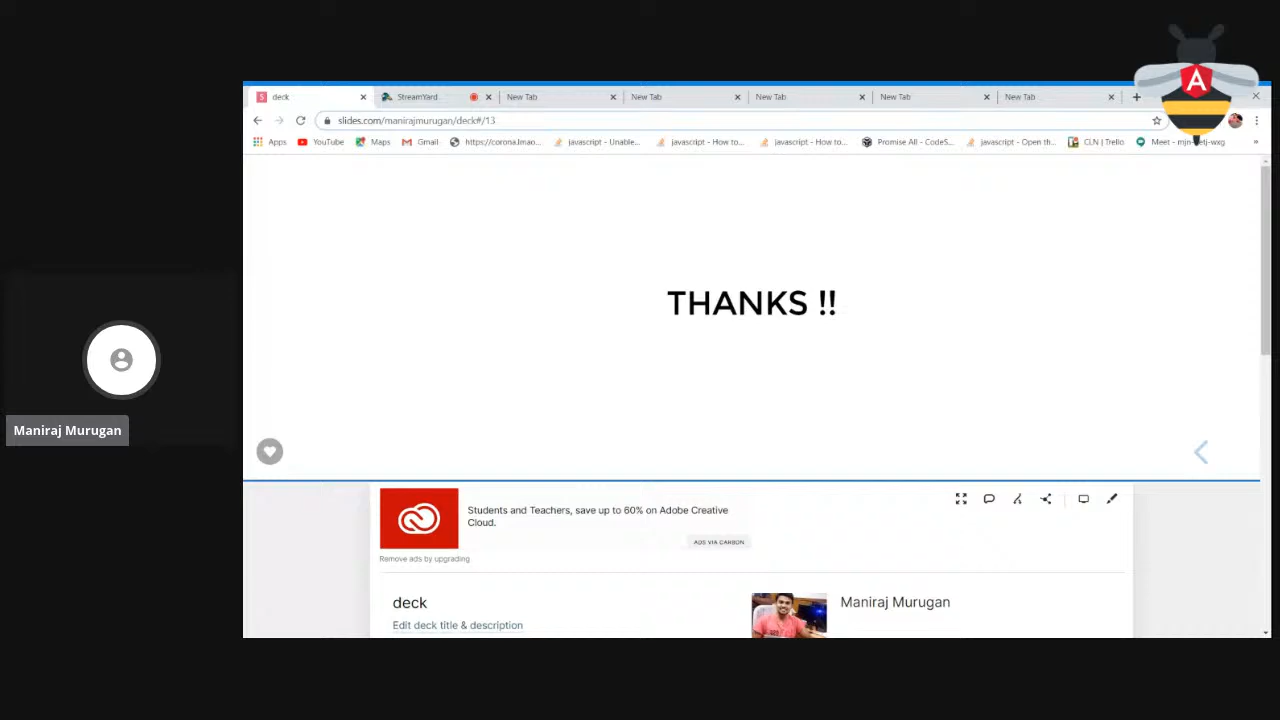 A
deck
StreamYard
New Tab
New Tab
New Tab
New Tab
New Tab
slides.com/manirajmurugan/deck#/13
Apps
YouTube
Maps
Gmail
https://corona.lmao...
javascript - Unable...
javascript - How to...
javascript - How to...
Promise All - CodeS...
javascript - Open th...
CLN | Trello
THANKS !!
Maniraj Murugan
Students and Teachers, save up to 60% on Adobe Creative
Cloud.
ADS VIA CARBON
Remove ads by upgrading
deck
Maniraj Murugan
Edit deck title & description